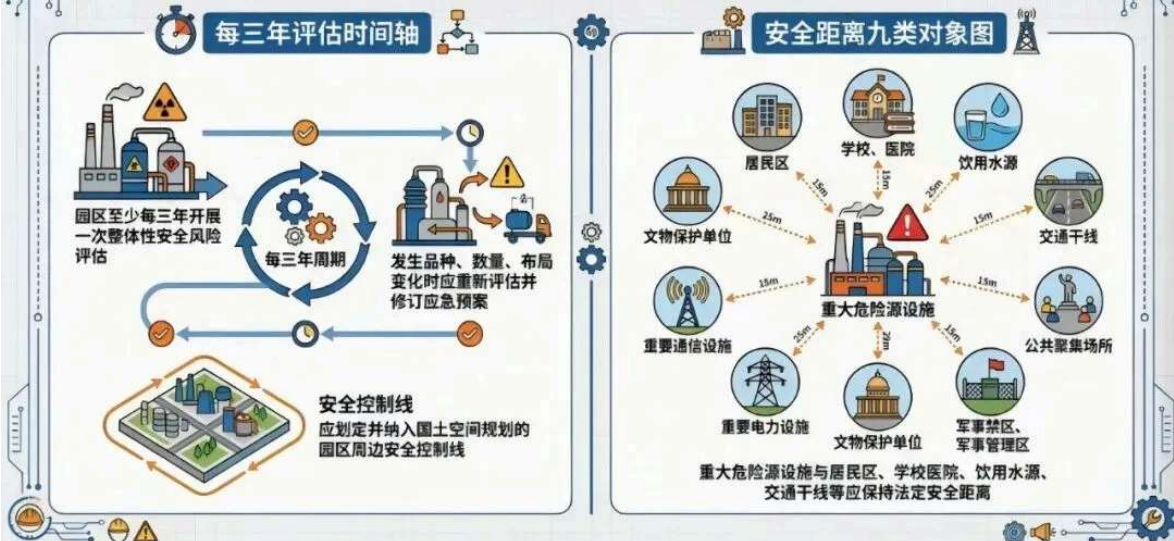 每三年评估时间轴
园区至少每三年开展
一次整体性安全风险
评估
每三年周期
发生品种、数量、布局
变化时应重新评估并
修订应急预案
安全控制线
应划定并纳入国土空间规划的
园区周边安全控制线
安全距离九类对象图
居民区
学校、医院
饮用水源
文物保护单位
交通干线
重要通信设施
公共聚集场所
重要电力设施
文物保护单位
军事禁区、
军事管理区
重大危险源设施
15m
15m
25m
25m
15m
15m
15m
25m
15m
重大危险源设施与居民区、学校医院、饮用水源、
交通干线等应保持法定安全距离